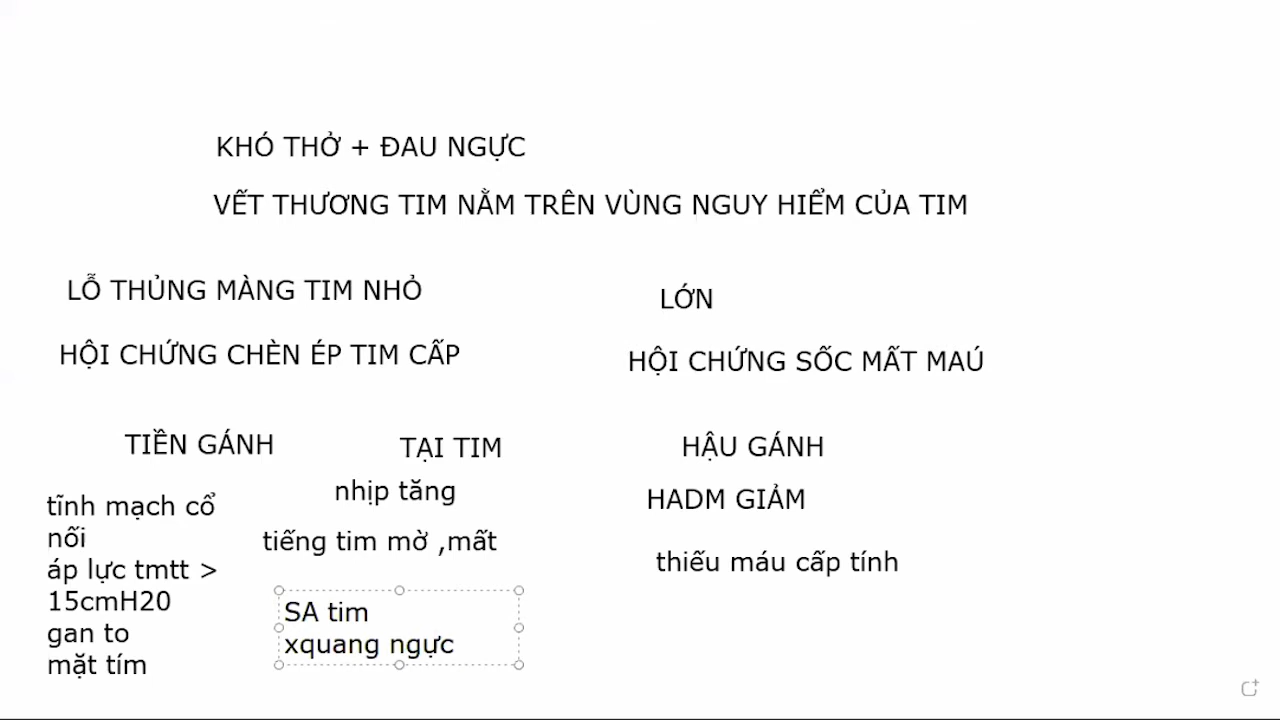 KHÓ THỞ + ĐAU NGỰC
VẾT THƯƠNG TIM NẰM TRÊN VÙNG NGUY HIỂM CỦA TIM
LỖ THỦNG MÀNG TIM NHỎ
LỚN
HỘI CHỨNG CHÈN ÉP TIM CẤP
HỘI CHỨNG SỐC MẤT MAÚ
TIỀN GÁNH
TẠI TIM
HẬU GÁNH
tĩnh mạch cổ
nối
áp lực tmtt >
15cmH20
gan to
mặt tím
nhịp tăng
tiếng tim mờ ,mất
SA tim
xquang ngực
HADM GIẢM
thiếu máu cấp tính